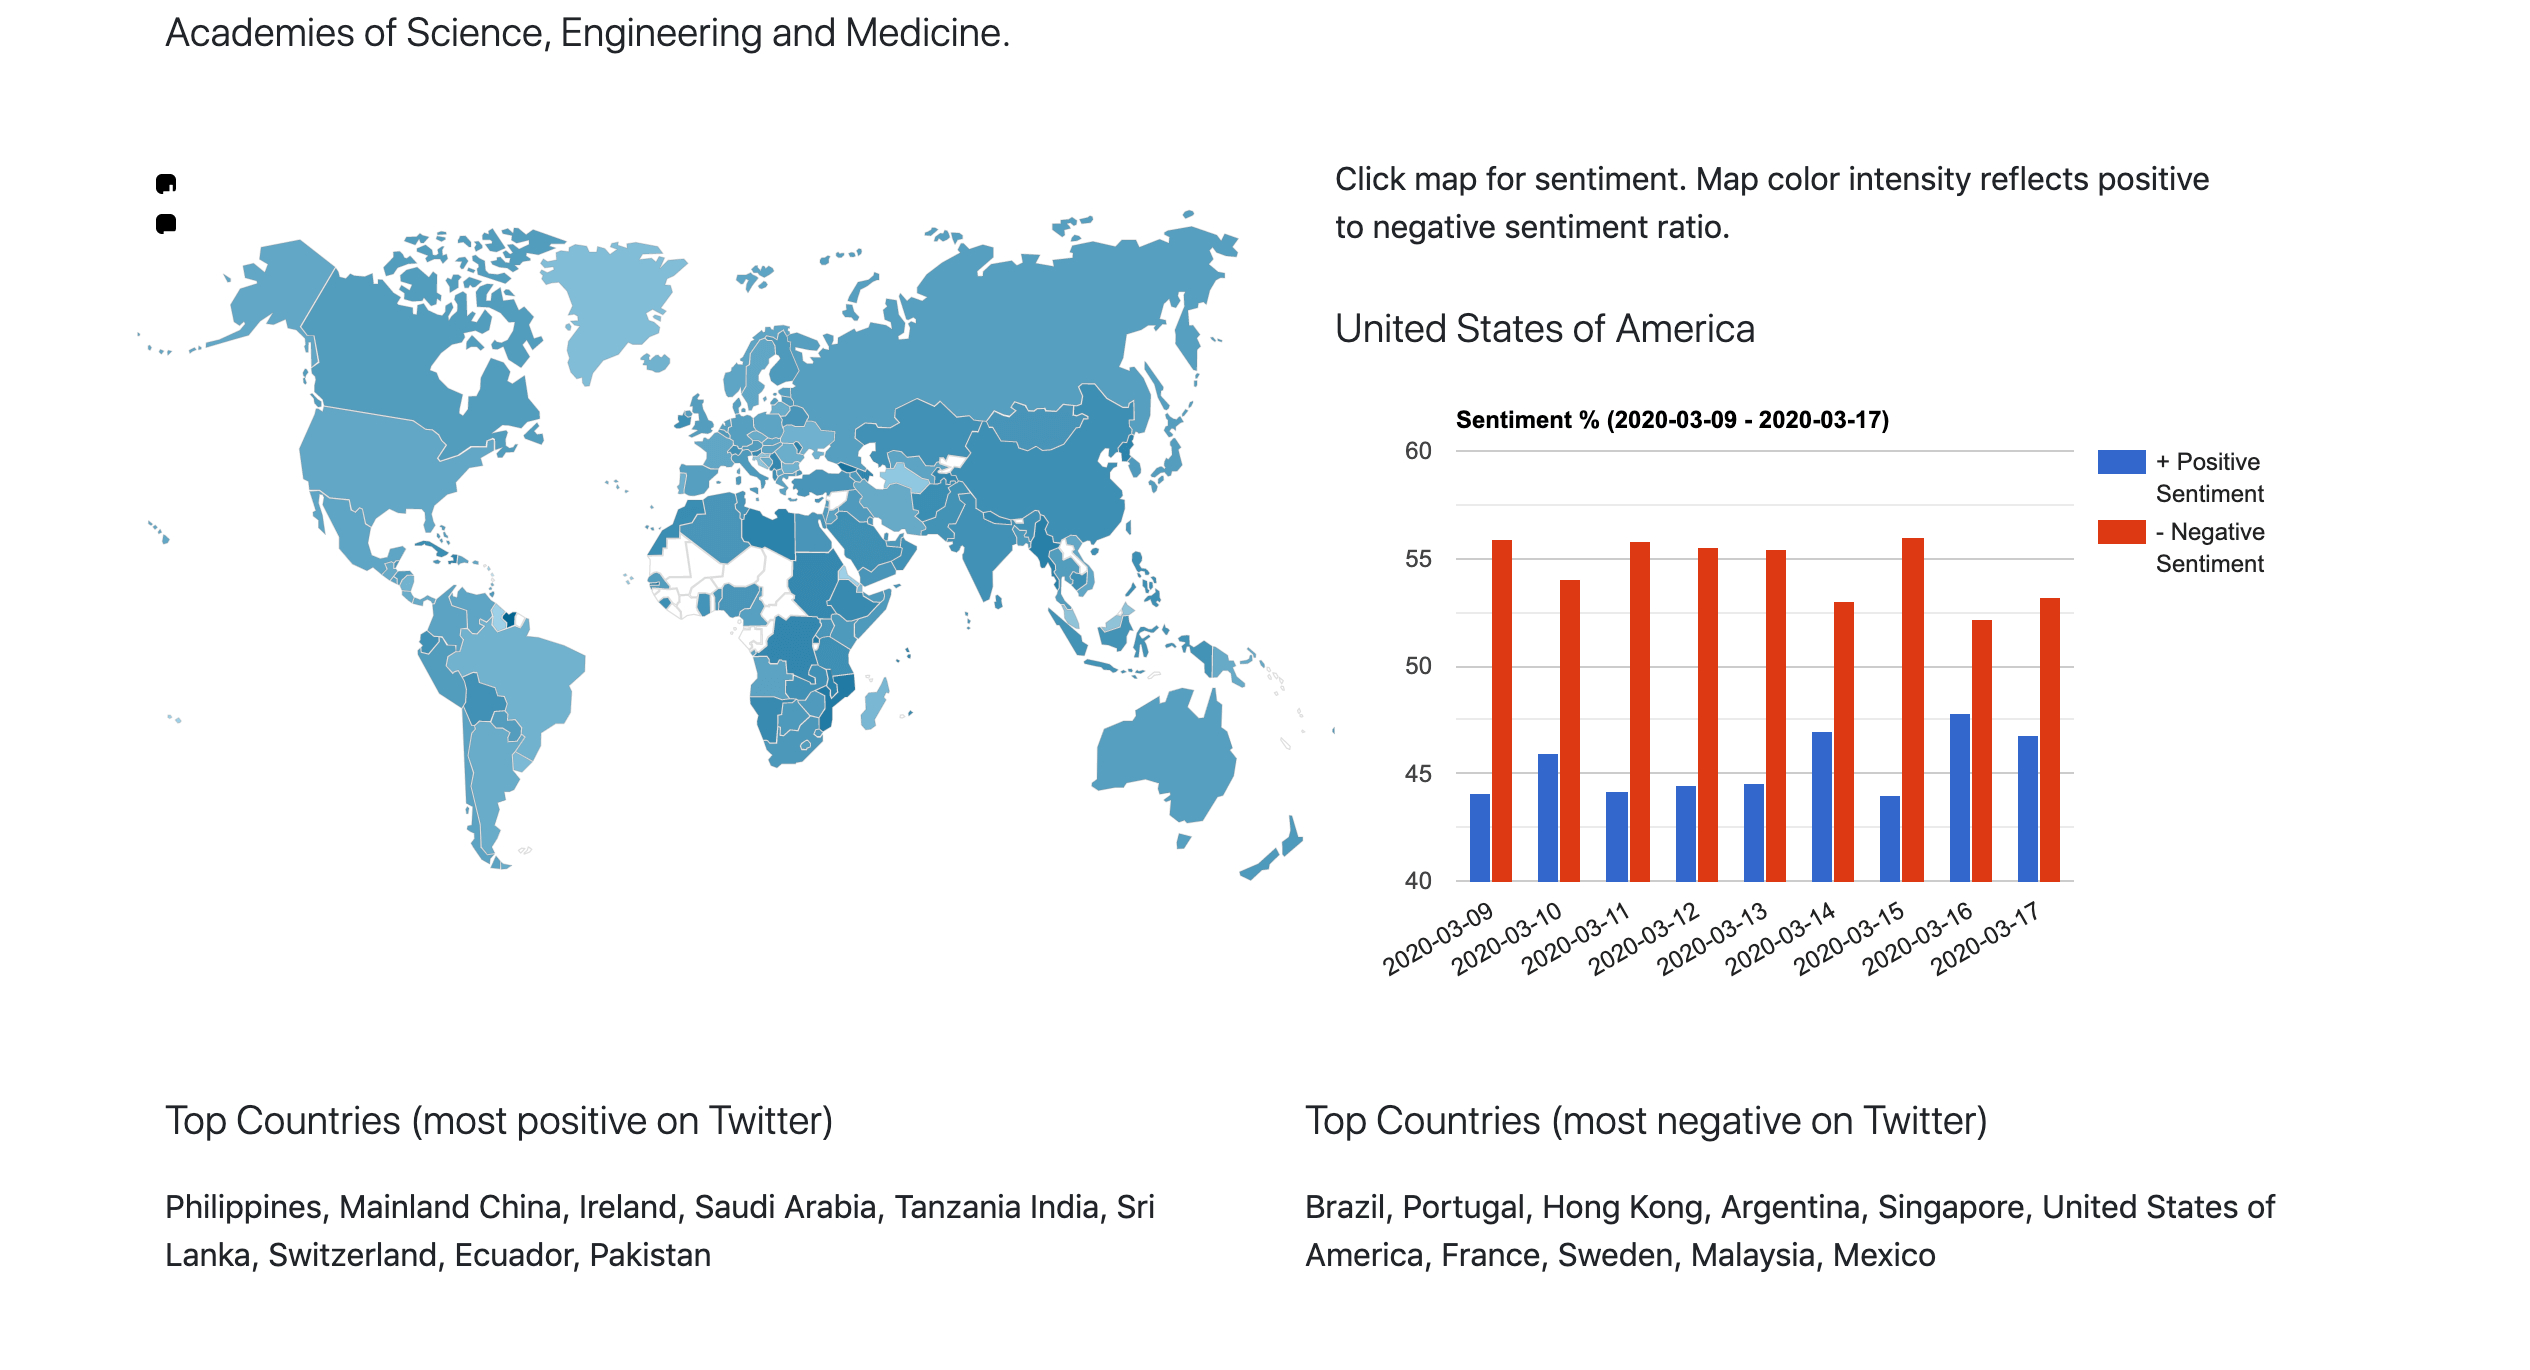 Academies of Science, Engineering and Medicine.
Click map for sentiment. Map color intensity reflects positive
to negative sentiment ratio.
United States of America
Sentiment % (2020-03-09 - 2020-03-17)
60
55
50
45
40
+ Positive
Sentiment
- Negative
Sentiment
2020-03-09
2020-03-10
2020-03-11
2020-03-12
2020-03-13
2020-03-14
2020-03-15
2020-03-16
2020-03-17
Top Countries (most positive on Twitter)
Philippines, Mainland China, Ireland, Saudi Arabia, Tanzania India, Sri
Lanka, Switzerland, Ecuador, Pakistan
Top Countries (most negative on Twitter)
Brazil, Portugal, Hong Kong, Argentina, Singapore, United States of
America, France, Sweden, Malaysia, Mexico